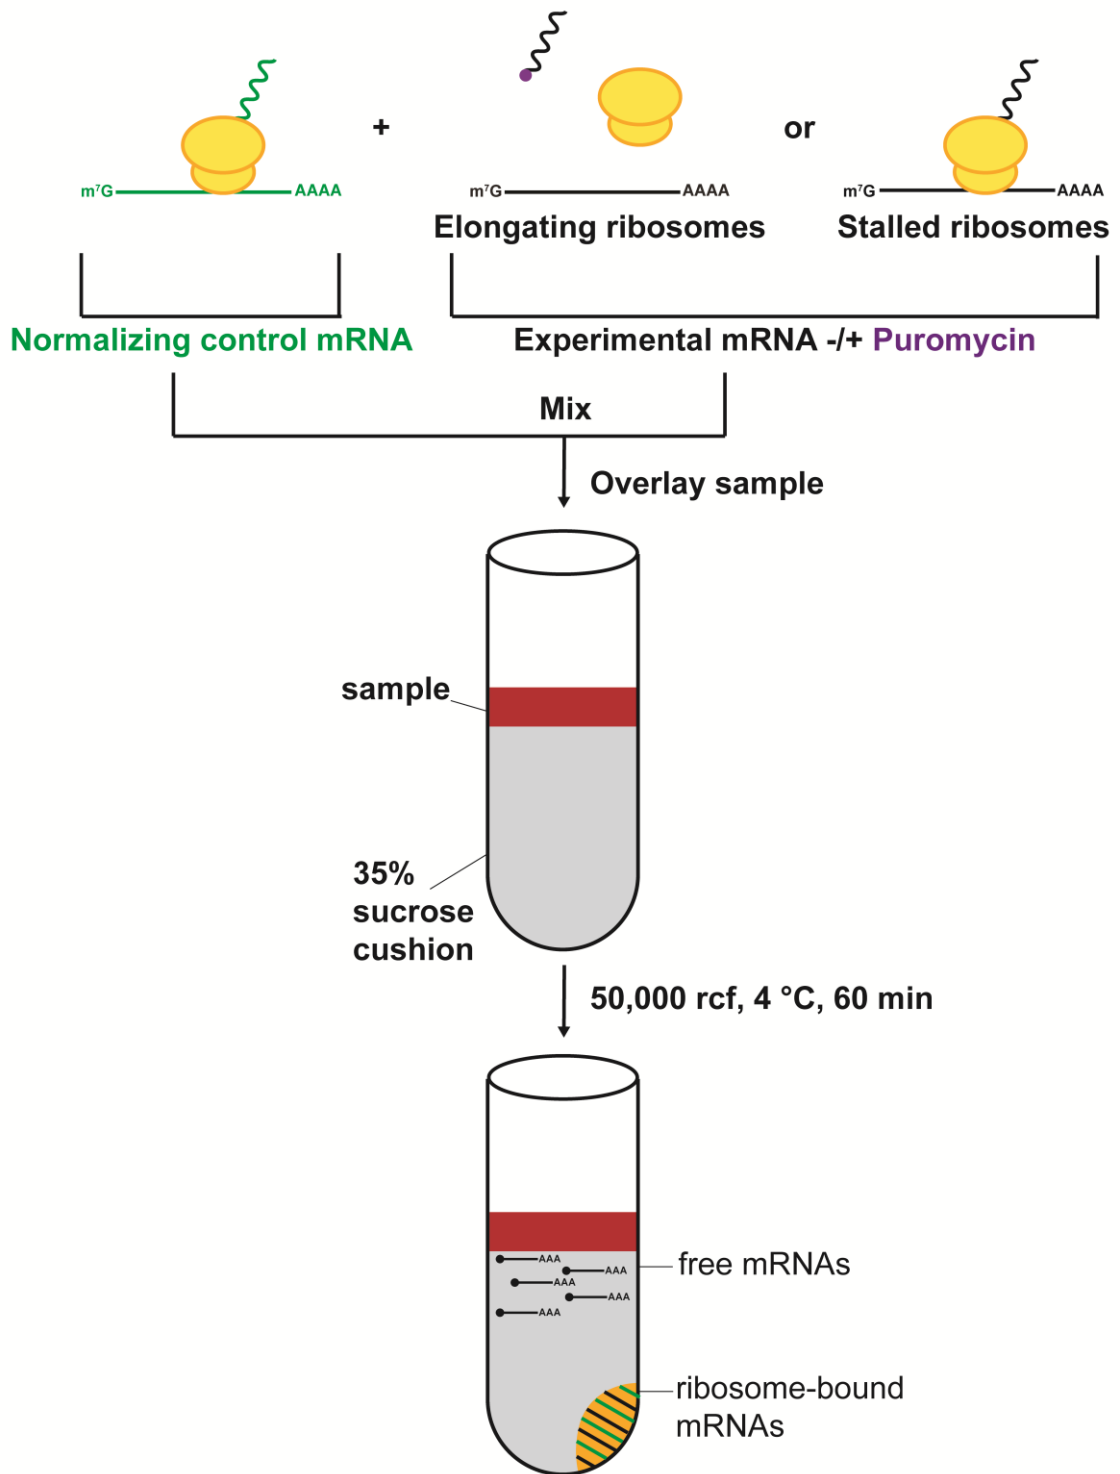 +
or
m⁷G AAAA
m⁷G AAAA
m⁷G AAAA
Elongating ribosomes
Stalled ribosomes
Normalizing control mRNA
Experimental mRNA -/+ Puromycin
Mix
Overlay sample
sample
35%
sucrose
cushion
50,000 rcf, 4 °C, 60 min
AAA
AAA
AAA
AAA
AAA
free mRNAs
ribosome-bound
mRNAs